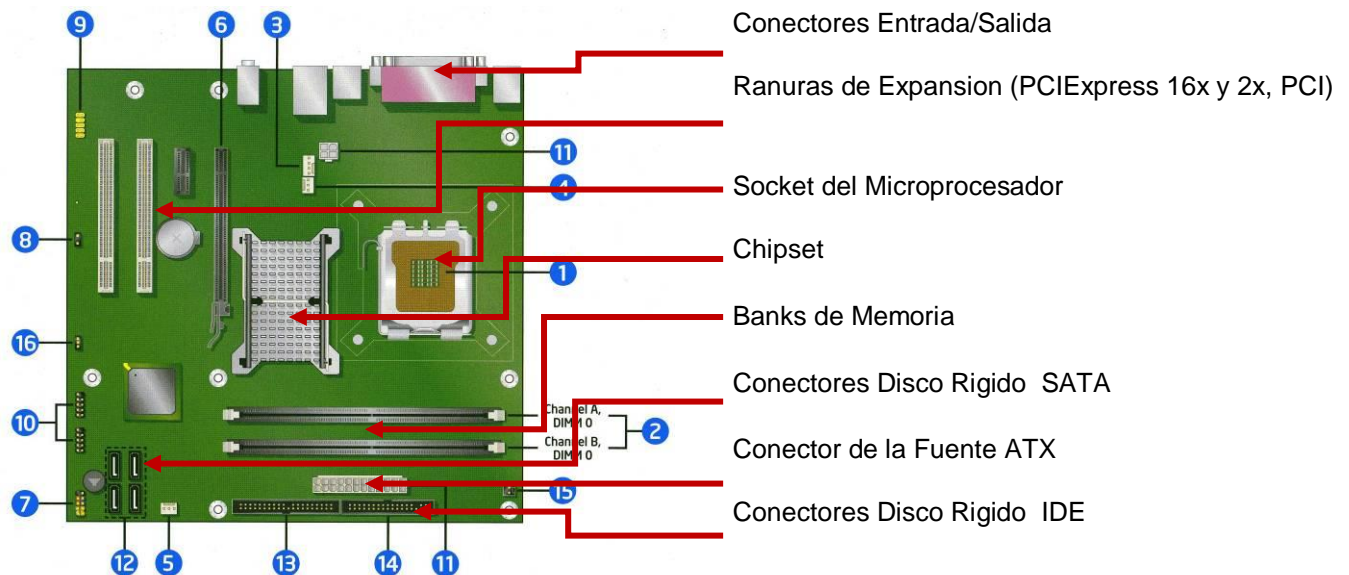 Conectores Entrada/Salida
9
6
3
Ranuras de Expansion (PCIExpress 16x y 2x, PCI)
11
4
Socket del Microprocesador
8
Chipset
1
Banks de Memoria
16
Conectores Disco Rigido  SATA
10
Channel A,
DIMM 0
2
Channel B,
DIMM 0
Conector de la Fuente ATX
7
15
Conectores Disco Rigido  IDE
12
5
13
14
11